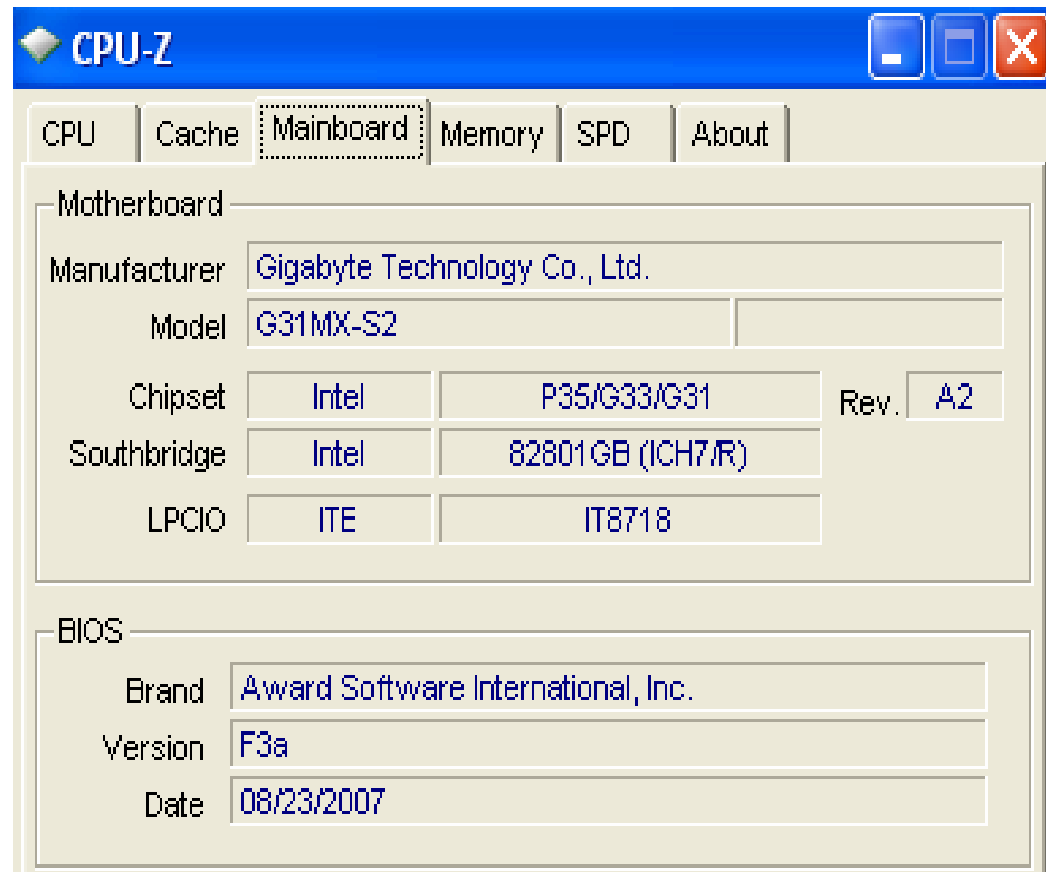 CPU-Z
CPU Cache Mainboard Memory SPD About
Motherboard
Manufacturer Gigabyte Technology Co., Ltd.
Model G31MX-S2
Chipset Intel P35/G33/G31 Rev. A2
Southbridge Intel 82801GB (ICH7/R)
LPCIO ITE IT8718
BIOS
Brand Award Software International, Inc.
Version F3a
Date 08/23/2007